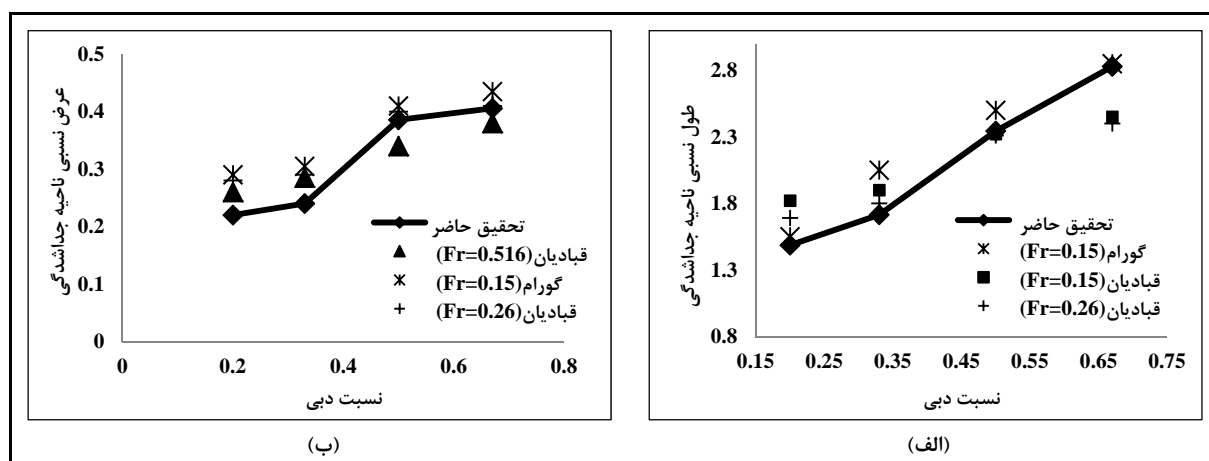 2.8
2.3
1.8
1.3
0.8
0.15 0.25 0.35 0.45 0.55 0.65 0.75
طول نسبی ناحیه جداشدگی
نسبت دبی
تحقیق حاضر
گورام(Fr=0.15)
قبادیان(Fr=0.15)
قبادیان(Fr=0.26)
(الف)
0.5
0.4
0.3
0.2
0.1
0
0 0.2 0.4 0.6 0.8
عرض نسبی ناحیه جداشدگی
نسبت دبی
تحقیق حاضر
قبادیان(Fr=0.516)
گورام(Fr=0.15)
قبادیان(Fr=0.26)
(ب)